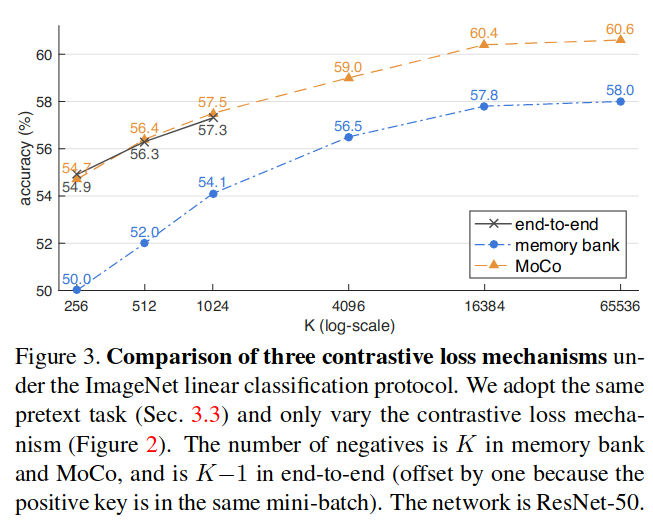 accuracy (%)
60
58
56
54
52
50
60.4
60.6
59.0
57.5
57.3
56.4
56.3
54.7
54.9
57.8
58.0
56.5
54.1
52.0
50.0
end-to-end
memory bank
MoCo
256 512 1024 4096 16384 65536
K (log-scale)
Figure 3. Comparison of three contrastive loss mechanisms un-
der the ImageNet linear classification protocol. We adopt the same
pretext task (Sec. 3.3) and only vary the contrastive loss mecha-
nism (Figure 2). The number of negatives is K in memory bank
and MoCo, and is K−1 in end-to-end (offset by one because the
positive key is in the same mini-batch). The network is ResNet-50.